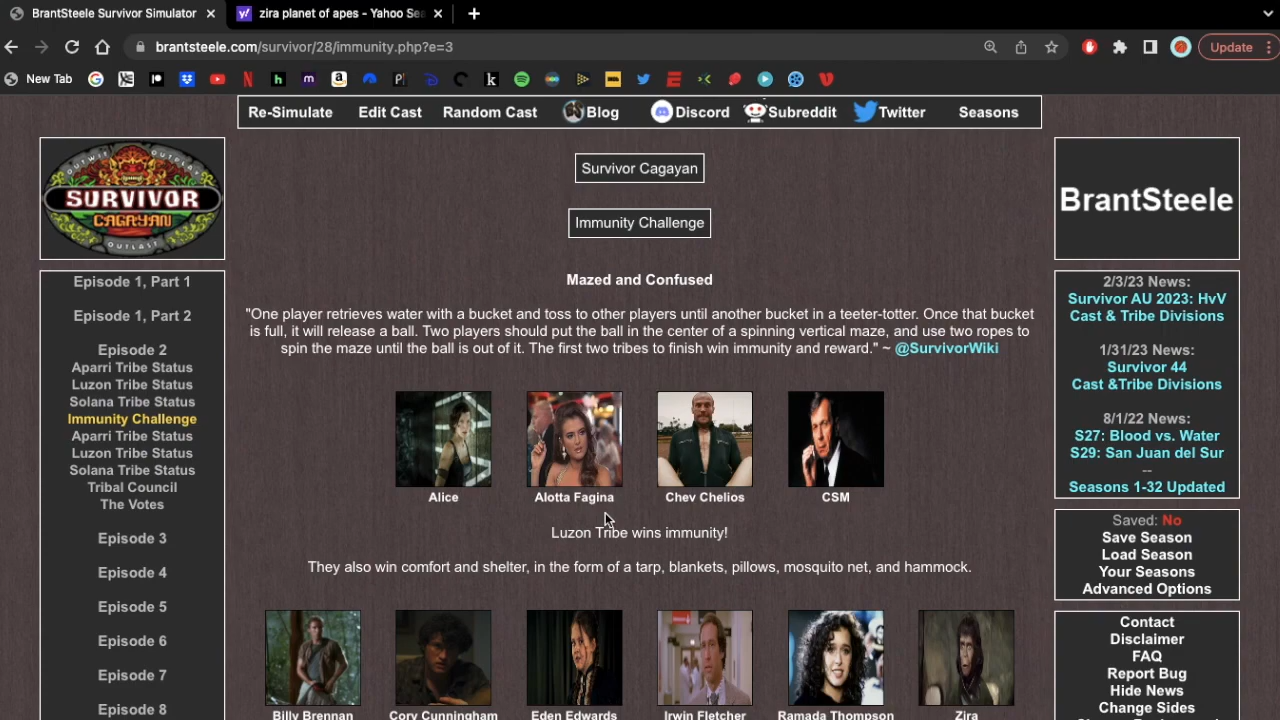 BrantSteele Survivor Simulator
zira planet of apes - Yahoo Sea
brantsteele.com/survivor/28/immunity.php?e=3
Update
New Tab
Re-Simulate Edit Cast Random Cast Blog Discord Subreddit Twitter Seasons
OUTWIT OUTPLAY
SURVIVOR
CAGAYAN
OUTLAST
Episode 1, Part 1
Episode 1, Part 2
Episode 2
Aparri Tribe Status
Luzon Tribe Status
Solana Tribe Status
Immunity Challenge
Aparri Tribe Status
Luzon Tribe Status
Solana Tribe Status
Tribal Council
The Votes
Episode 3
Episode 4
Episode 5
Episode 6
Episode 7
Episode 8
Survivor Cagayan
Immunity Challenge
Mazed and Confused
"One player retrieves water with a bucket and toss to other players until another bucket in a teeter-totter. Once that bucket
is full, it will release a ball. Two players should put the ball in the center of a spinning vertical maze, and use two ropes to
spin the maze until the ball is out of it. The first two tribes to finish win immunity and reward." ~ @SurvivorWiki
Alice Alotta Fagina Chev Chelios CSM
Luzon Tribe wins immunity!
They also win comfort and shelter, in the form of a tarp, blankets, pillows, mosquito net, and hammock.
Billy Brennan Cory Cunningham Eden Edwards Irwin Fletcher Ramada Thompson Zira
BrantSteele
2/3/23 News:
Survivor AU 2023: HvV
Cast & Tribe Divisions
1/31/23 News:
Survivor 44
Cast &Tribe Divisions
8/1/22 News:
S27: Blood vs. Water
S29: San Juan del Sur
--
Seasons 1-32 Updated
Saved: No
Save Season
Load Season
Your Seasons
Advanced Options
Contact
Disclaimer
FAQ
Report Bug
Hide News
Change Sides